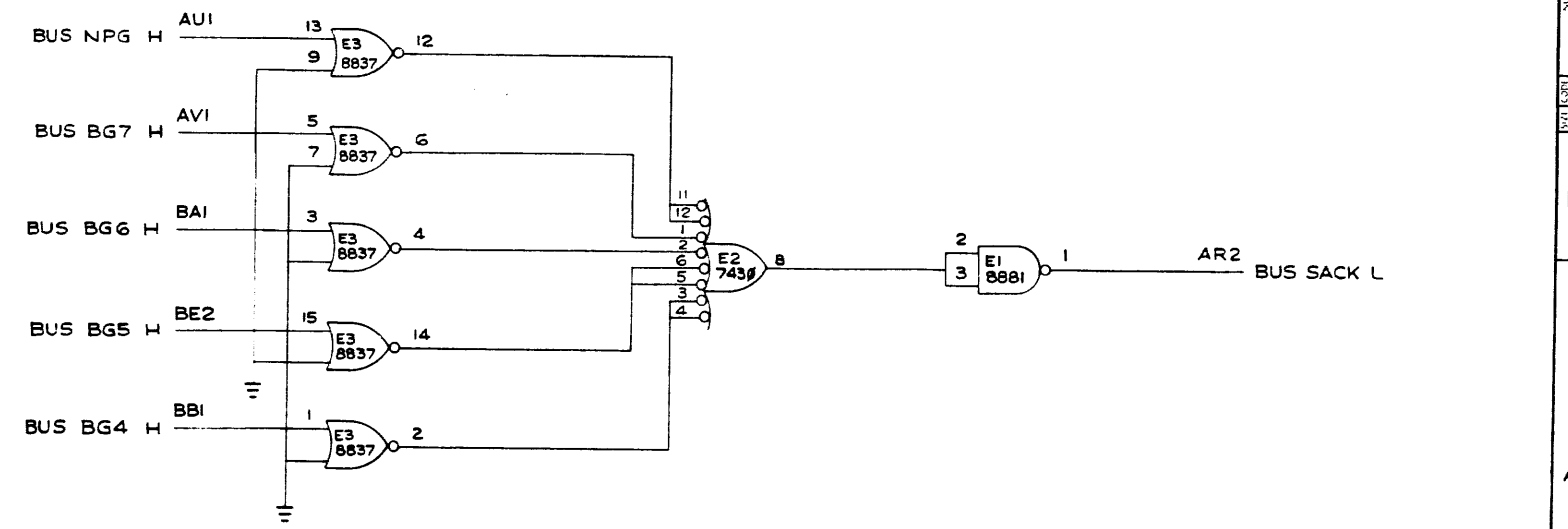 BUS NPG H AU1 13 E3 8837 12
9
BUS BG7 H AV1 5 E3 8837 6
7
BUS BG6 H BA1 3 E3 8837 4
BUS BG5 H BE2 15 E3 8837 14
BUS BG4 H BB1 1 E3 8837 2
11
12
1
2
6
5
3
4
E2
7430
8
2
3
E1
8881
1
AR2
BUS SACK L